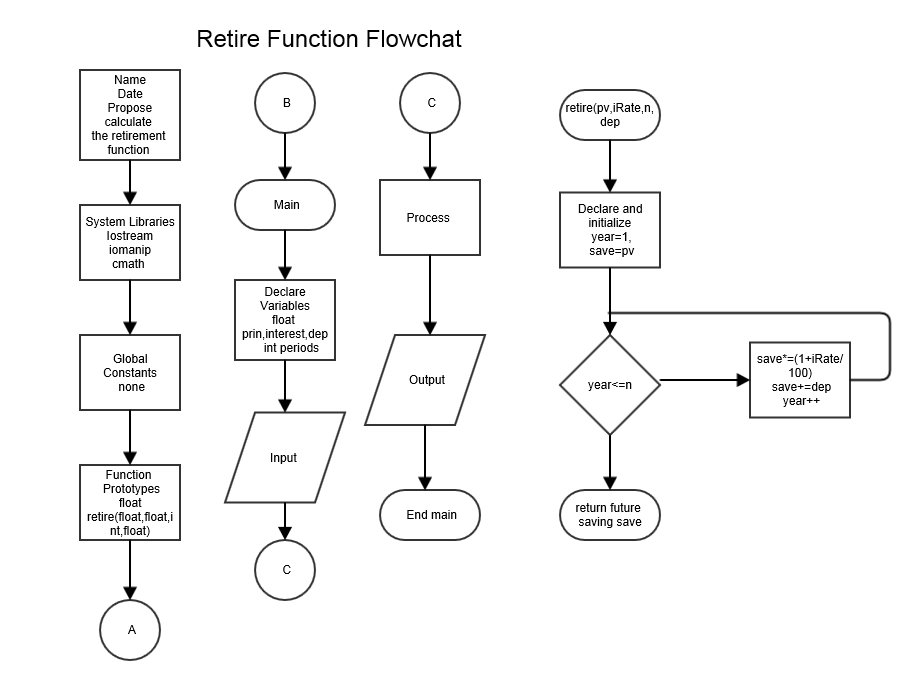 Retire Function Flowchat
Name
Date
Propose
calculate
the retirement
function
System Libraries
Iostream
iomanip
cmath
Global
Constants
none
Function
Prototypes
float
retire(float,float,i
nt,float)
A
B
Main
Declare
Variables
float
prin,interest,dep
int periods
Input
C
C
Process
Output
End main
retire(pv,iRate,n,
dep
Declare and
initialize
year=1,
save=pv
year<=n
save*=(1+iRate/
100)
save+=dep
year++
return future
saving save